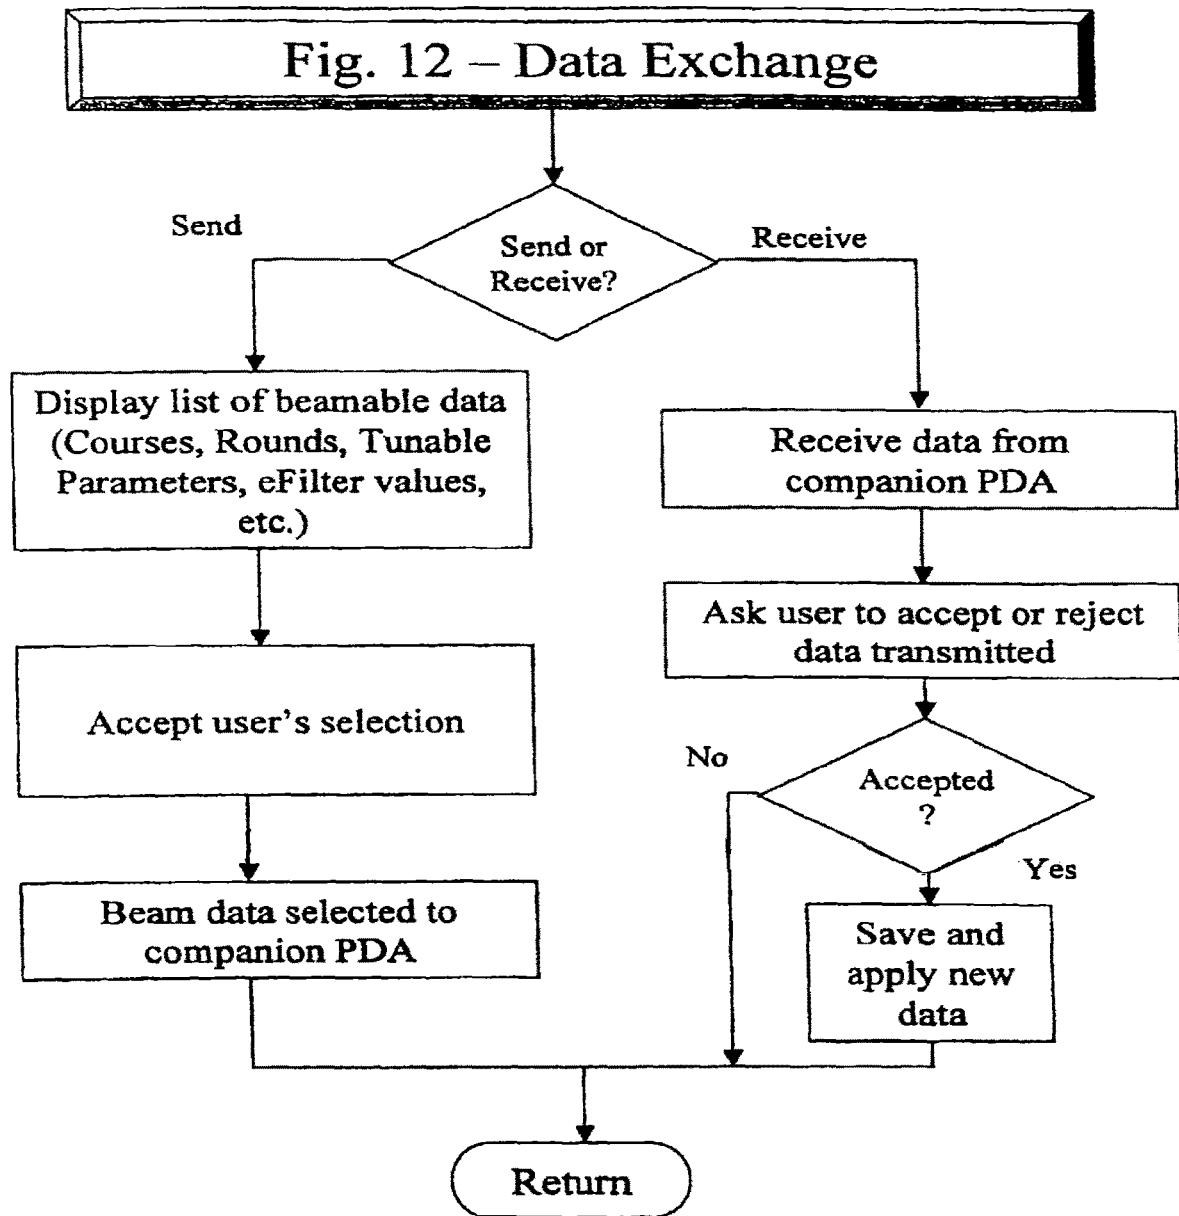 Fig. 12 – Data Exchange
Send
Send or
Receive?
Receive
Display list of beamable data
(Courses, Rounds, Tunable
Parameters, eFilter values,
etc.)
Accept user's selection
Beam data selected to
companion PDA
Receive data from
companion PDA
Ask user to accept or reject
data transmitted
No
Accepted
?
Yes
Save and
apply new
data
Return